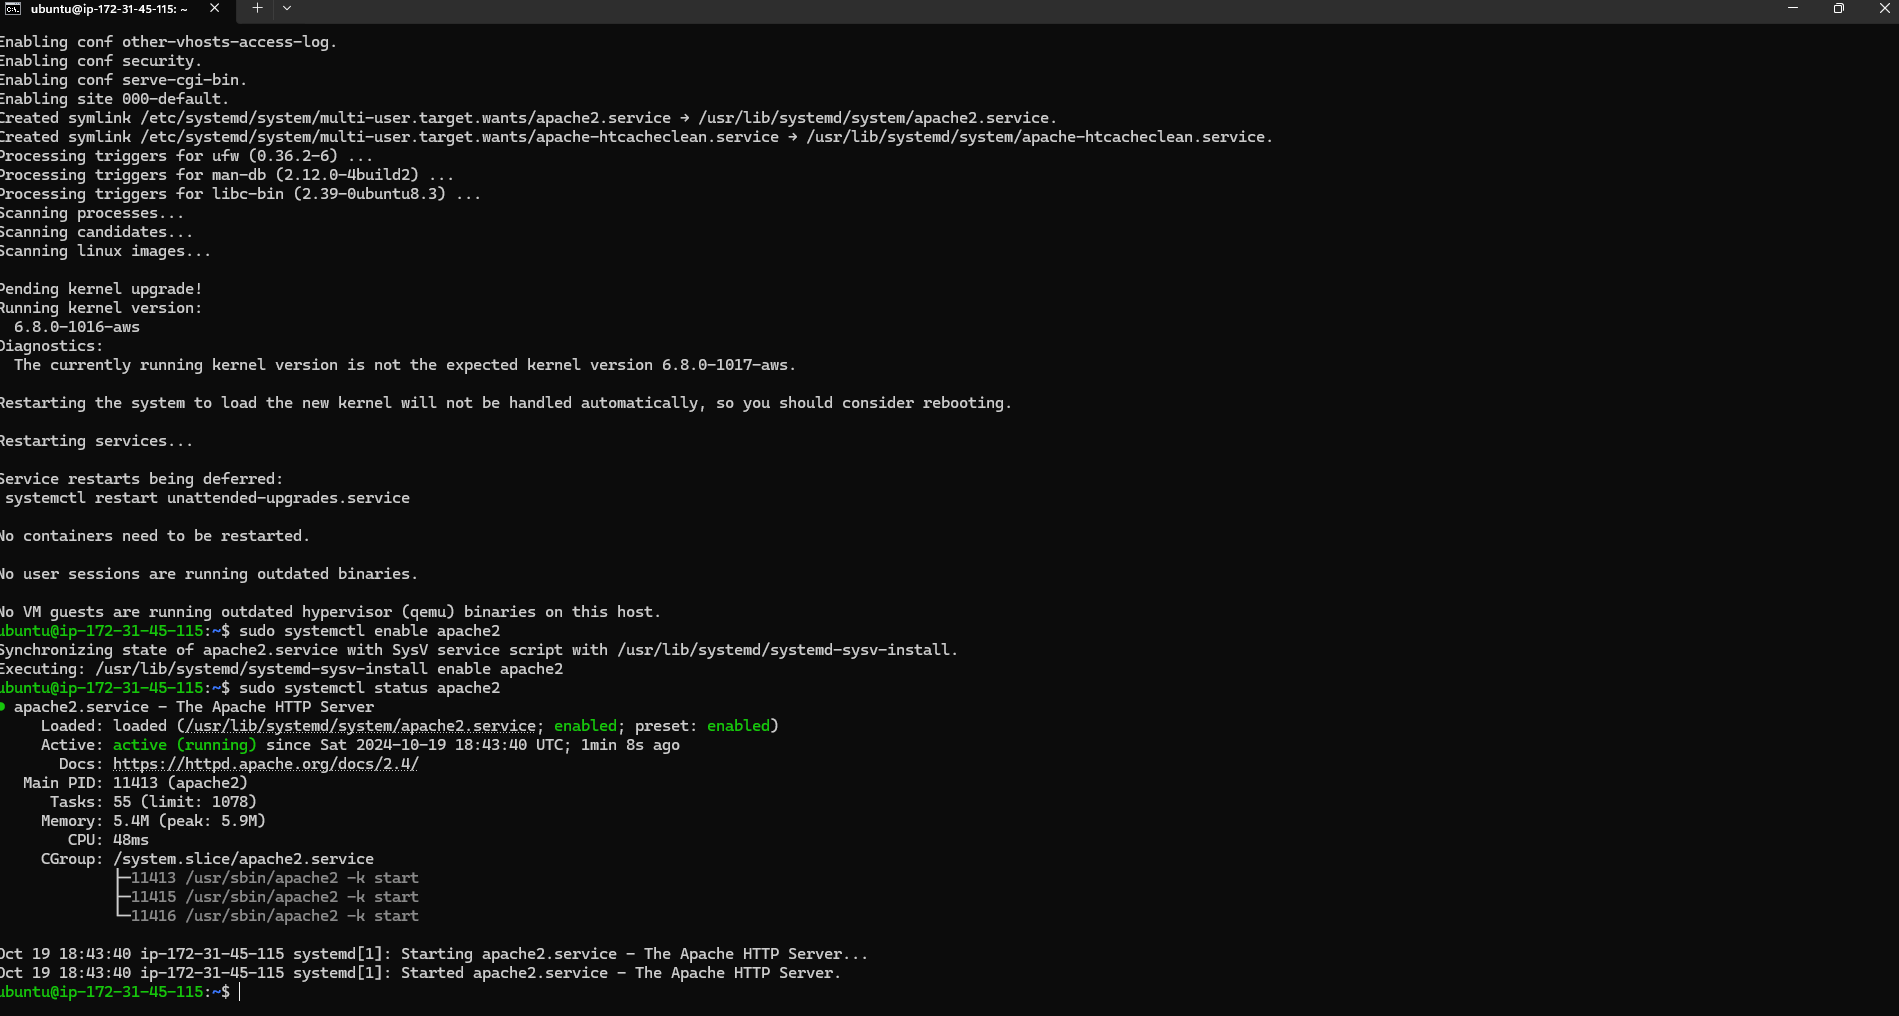 ubuntu@ip-172-31-45-115: ~
Enabling conf other-vhosts-access-log.
Enabling conf security.
Enabling conf serve-cgi-bin.
Enabling site 000-default.
Created symlink /etc/systemd/system/multi-user.target.wants/apache2.service → /usr/lib/systemd/system/apache2.service.
Created symlink /etc/systemd/system/multi-user.target.wants/apache-htcacheclean.service → /usr/lib/systemd/system/apache-htcacheclean.service.
Processing triggers for ufw (0.36.2-6) ...
Processing triggers for man-db (2.12.0-4build2) ...
Processing triggers for libc-bin (2.39-0ubuntu8.3) ...
Scanning processes...
Scanning candidates...
Scanning linux images...
Pending kernel upgrade!
Running kernel version:
6.8.0-1016-aws
Diagnostics:
The currently running kernel version is not the expected kernel version 6.8.0-1017-aws.
Restarting the system to load the new kernel will not be handled automatically, so you should consider rebooting.
Restarting services...
Service restarts being deferred:
systemctl restart unattended-upgrades.service
No containers need to be restarted.
No user sessions are running outdated binaries.
No VM guests are running outdated hypervisor (qemu) binaries on this host.
ubuntu@ip-172-31-45-115:~$ sudo systemctl enable apache2
Synchronizing state of apache2.service with SysV service script with /usr/lib/systemd/systemd-sysv-install.
Executing: /usr/lib/systemd/systemd-sysv-install enable apache2
ubuntu@ip-172-31-45-115:~$ sudo systemctl status apache2
● apache2.service - The Apache HTTP Server
Loaded: loaded (/usr/lib/systemd/system/apache2.service; enabled; preset: enabled)
Active: active (running) since Sat 2024-10-19 18:43:40 UTC; 1min 8s ago
Docs: https://httpd.apache.org/docs/2.4/
Main PID: 11413 (apache2)
Tasks: 55 (limit: 1078)
Memory: 5.4M (peak: 5.9M)
CPU: 48ms
CGroup: /system.slice/apache2.service
├─11413 /usr/sbin/apache2 -k start
├─11415 /usr/sbin/apache2 -k start
└─11416 /usr/sbin/apache2 -k start
Oct 19 18:43:40 ip-172-31-45-115 systemd[1]: Starting apache2.service - The Apache HTTP Server...
Oct 19 18:43:40 ip-172-31-45-115 systemd[1]: Started apache2.service - The Apache HTTP Server.
ubuntu@ip-172-31-45-115:~$